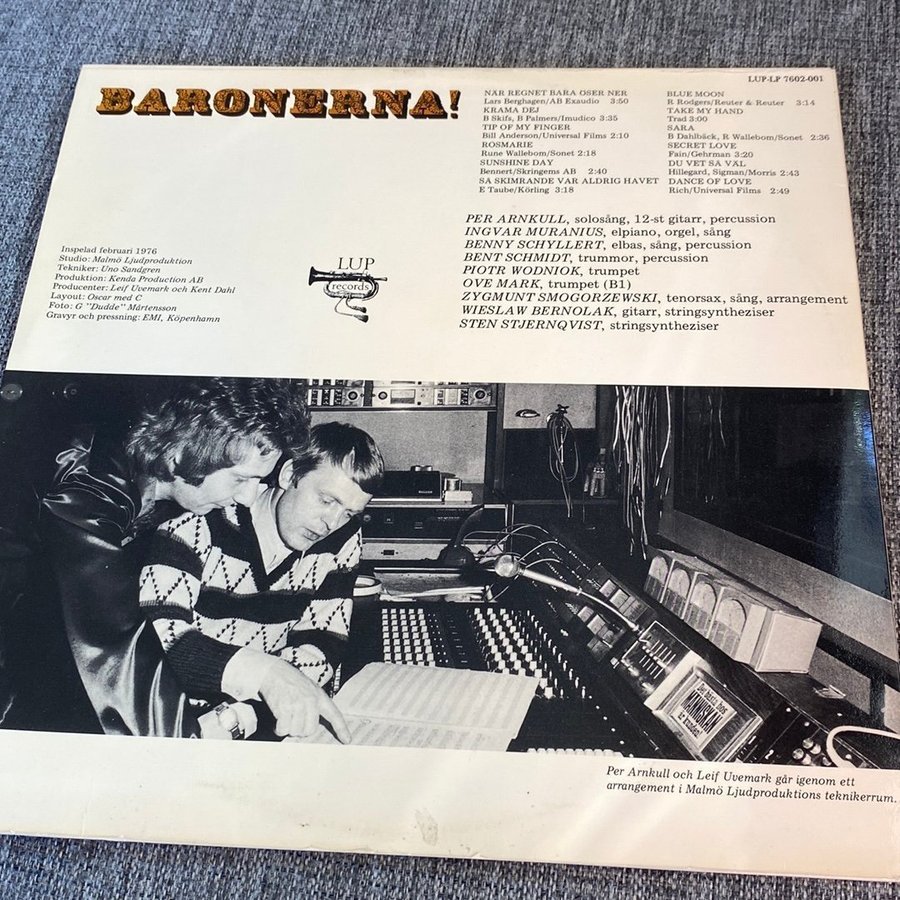 LUP-LP 7602-001
BARONERNA!
NÄR REGNET BARA ÖSER NER
Lars Berghagen/AB Exaudio 3:50
KRAMA DEJ
B Skifs, B Palmers/Imudico 3:35
TIP OF MY FINGER
Bill Anderson/Universal Films 2:10
ROSMARIE
Rune Wallebom/Sonet 2:18
SUNSHINE DAY
Bennert/Skringems AB 2:40
SÅ SKIMRANDE VAR ALDRIG HAVET
E Taube/Körling 3:18
BLUE MOON
R Rodgers/Reuter & Reuter 3:14
TAKE MY HAND
Trad 3:00
SARA
B Dahlbäck, R Wallebom/Sonet 2:36
SECRET LOVE
Fain/Gehrman 3:20
DU VET SÅ VÄL
Hillegard, Sigman/Morris 2:43
DANCE OF LOVE
Rich/Universal Films 2:49
PER ARNKULL, solosång, 12-st gitarr, percussion
INGVAR MURANIUS, elpiano, orgel, sång
BENNY SCHYLLERT, elbas, sång, percussion
BENT SCHMIDT, trummor, percussion
PIOTR WODNIOK, trumpet
OVE MARK, trumpet (B1)
ZYGMUNT SMOGORZEWSKI, tenorsax, sång, arrangement
WIESLAW BERNOLAK, gitarr, stringsyntheziser
STEN STJERNQVIST, stringsyntheziser
Inspelad februari 1976
Studio: Malmö Ljudproduktion
Tekniker: Uno Sandgren
Produktion: Kenda Production AB
Producenter: Leif Uvemark och Kent Dahl
Layout: Oscar med C
Foto: G "Dudde" Mårtensson
Gravyr och pressning: EMI, Köpenhamn
LUP
records
Det bara hos
är kunden
Per Arnkull och Leif Uvemark går igenom ett
arrangement i Malmö Ljudproduktions teknikerrum.